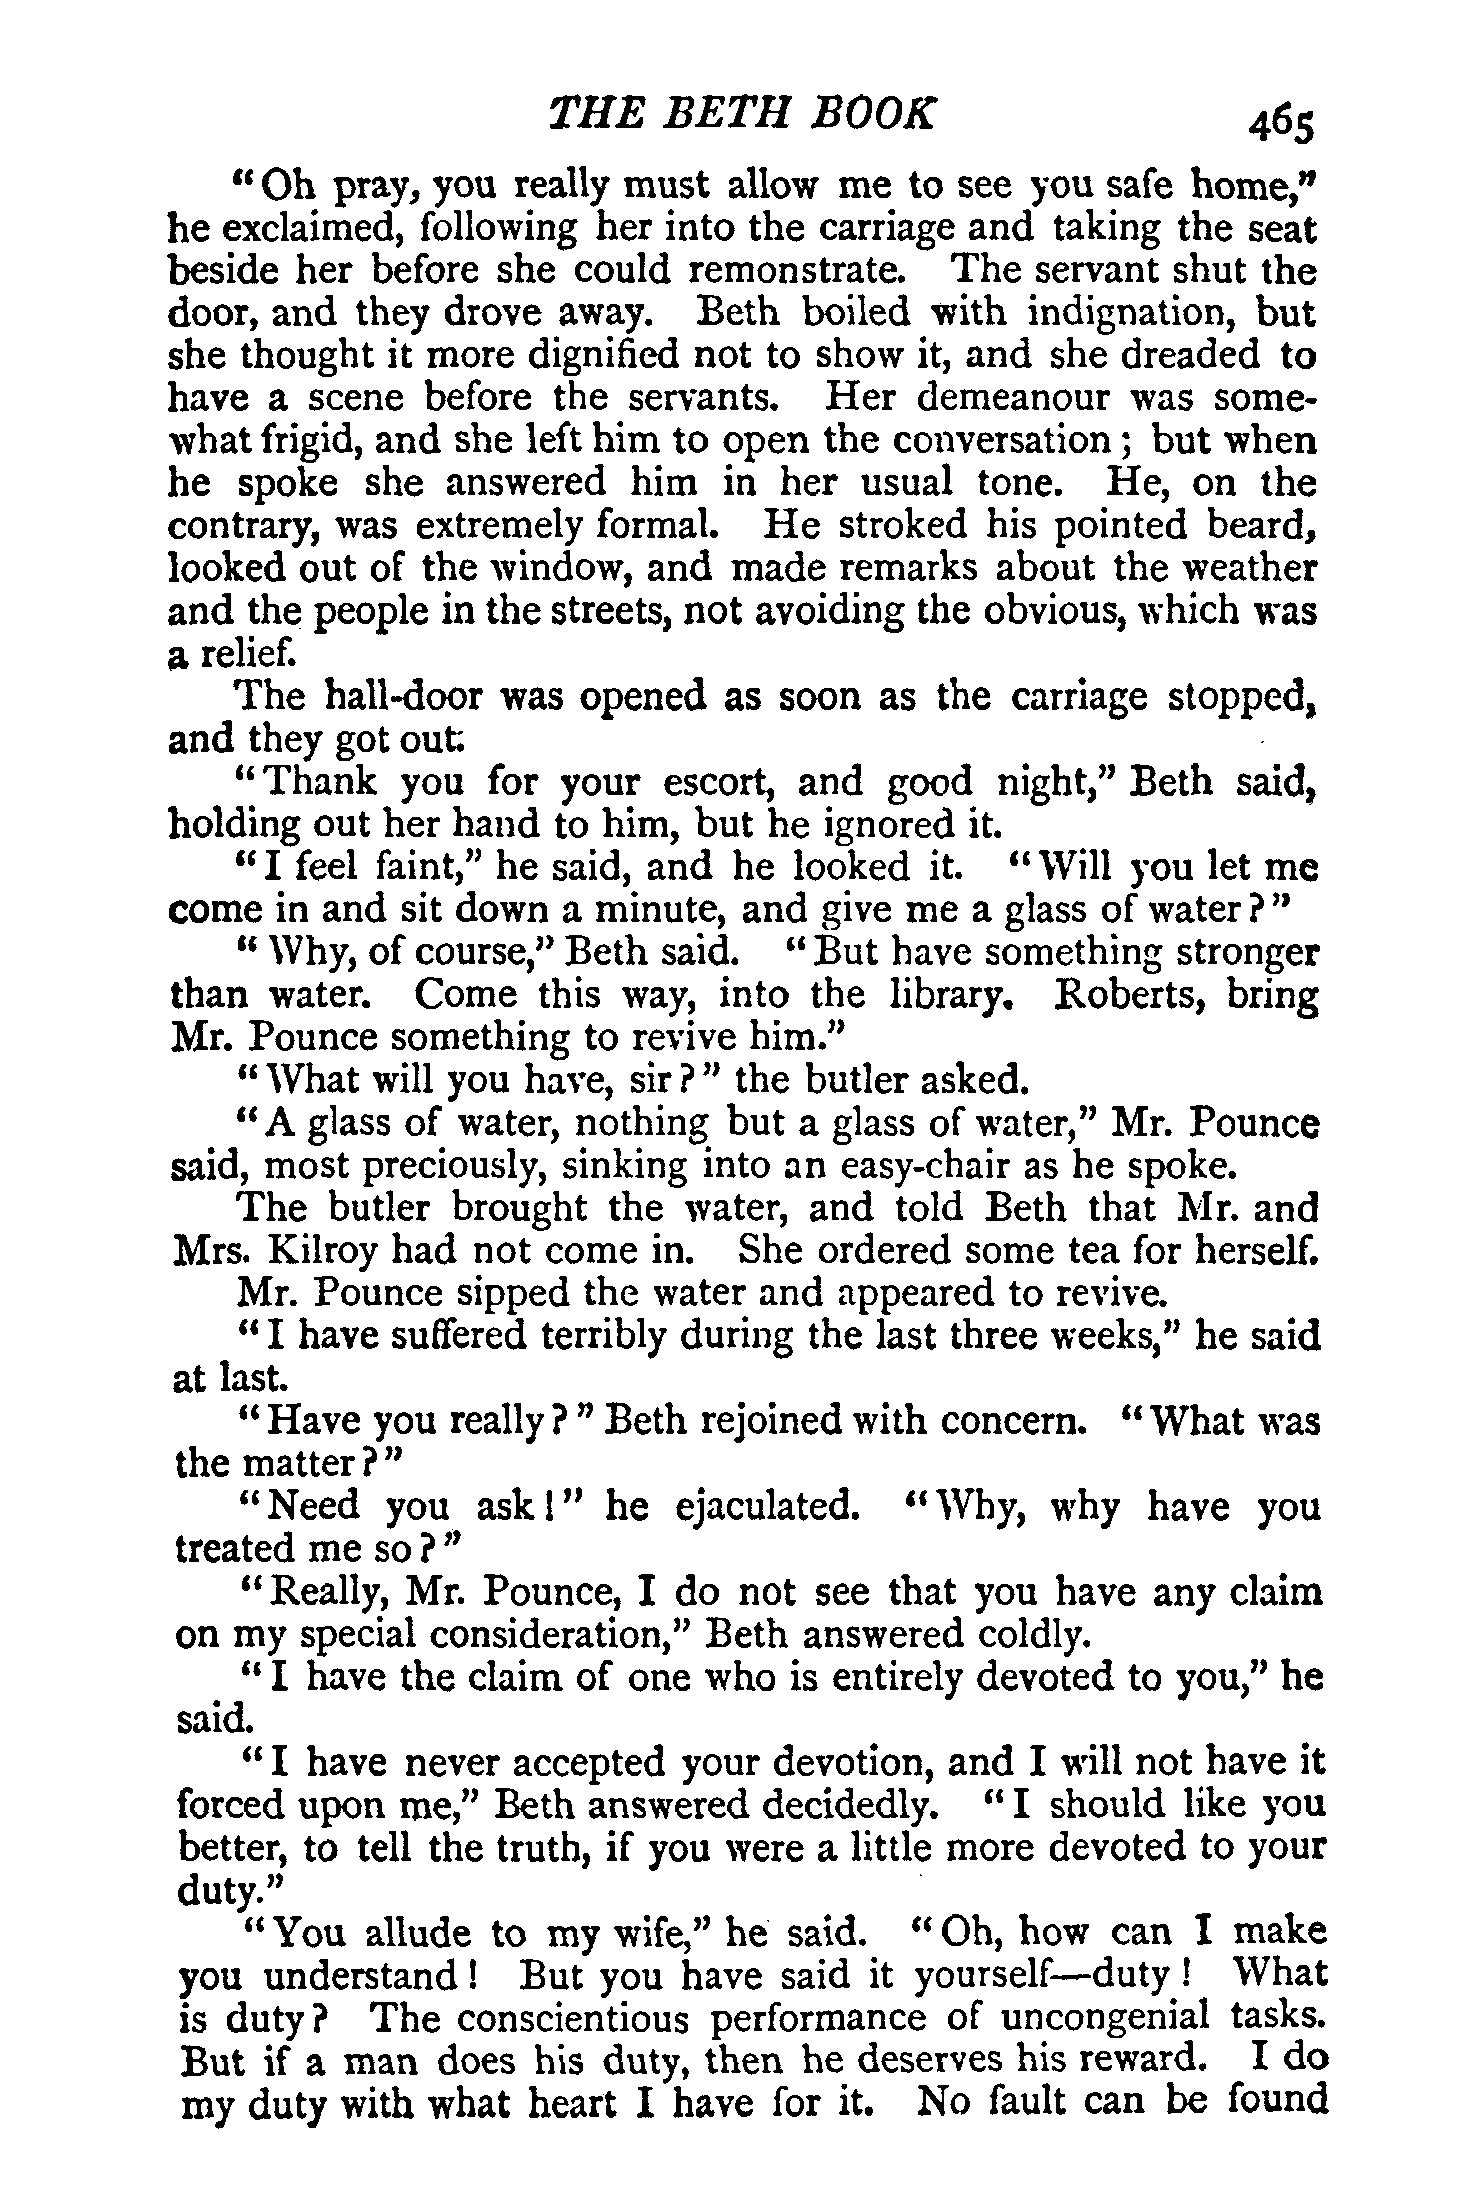 THE BETH BOOK 465
"Oh pray, you really must allow me to see you safe home,"
he exclaimed, following her into the carriage and taking the seat
beside her before she could remonstrate. The servant shut the
door, and they drove away. Beth boiled with indignation, but
she thought it more dignified not to show it, and she dreaded to
have a scene before the servants. Her demeanour was some-
what frigid, and she left him to open the conversation; but when
he spoke she answered him in her usual tone. He, on the
contrary, was extremely formal. He stroked his pointed beard,
looked out of the window, and made remarks about the weather
and the people in the streets, not avoiding the obvious, which was
a relief.
The hall-door was opened as soon as the carriage stopped,
and they got out.
"Thank you for your escort, and good night," Beth said,
holding out her hand to him, but he ignored it.
"I feel faint," he said, and he looked it. "Will you let me
come in and sit down a minute, and give me a glass of water?"
"Why, of course," Beth said. "But have something stronger
than water. Come this way, into the library. Roberts, bring
Mr. Pounce something to revive him."
"What will you have, sir?" the butler asked.
"A glass of water, nothing but a glass of water," Mr. Pounce
said, most preciously, sinking into an easy-chair as he spoke.
The butler brought the water, and told Beth that Mr. and
Mrs. Kilroy had not come in. She ordered some tea for herself.
Mr. Pounce sipped the water and appeared to revive.
"I have suffered terribly during the last three weeks," he said
at last.
"Have you really?" Beth rejoined with concern. "What was
the matter?"
"Need you ask!" he ejaculated. "Why, why have you
treated me so?"
"Really, Mr. Pounce, I do not see that you have any claim
on my special consideration," Beth answered coldly.
"I have the claim of one who is entirely devoted to you," he
said.
"I have never accepted your devotion, and I will not have it
forced upon me," Beth answered decidedly. "I should like you
better, to tell the truth, if you were a little more devoted to your
duty."
"You allude to my wife," he said. "Oh, how can I make
you understand! But you have said it yourself—duty! What
is duty? The conscientious performance of uncongenial tasks.
But if a man does his duty, then he deserves his reward. I do
my duty with what heart I have for it. No fault can be found